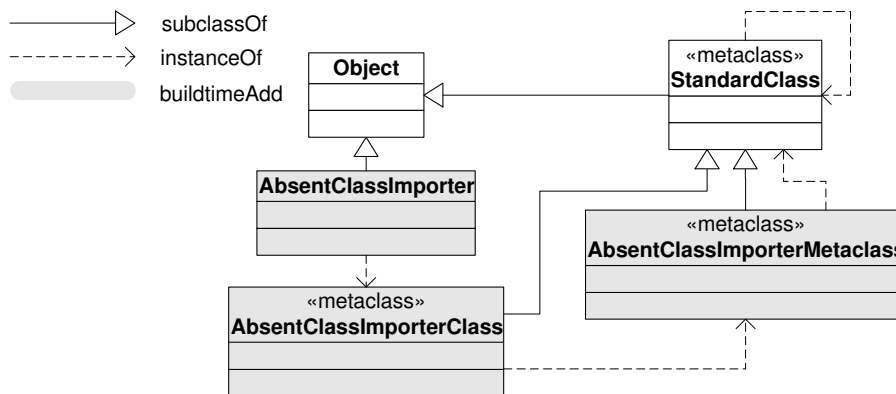 subclassOf
instanceOf
buildtimeAdd
Object
«metaclass»
StandardClass
AbsentClassImporter
«metaclass»
AbsentClassImporterMetaclass
«metaclass»
AbsentClassImporterClass